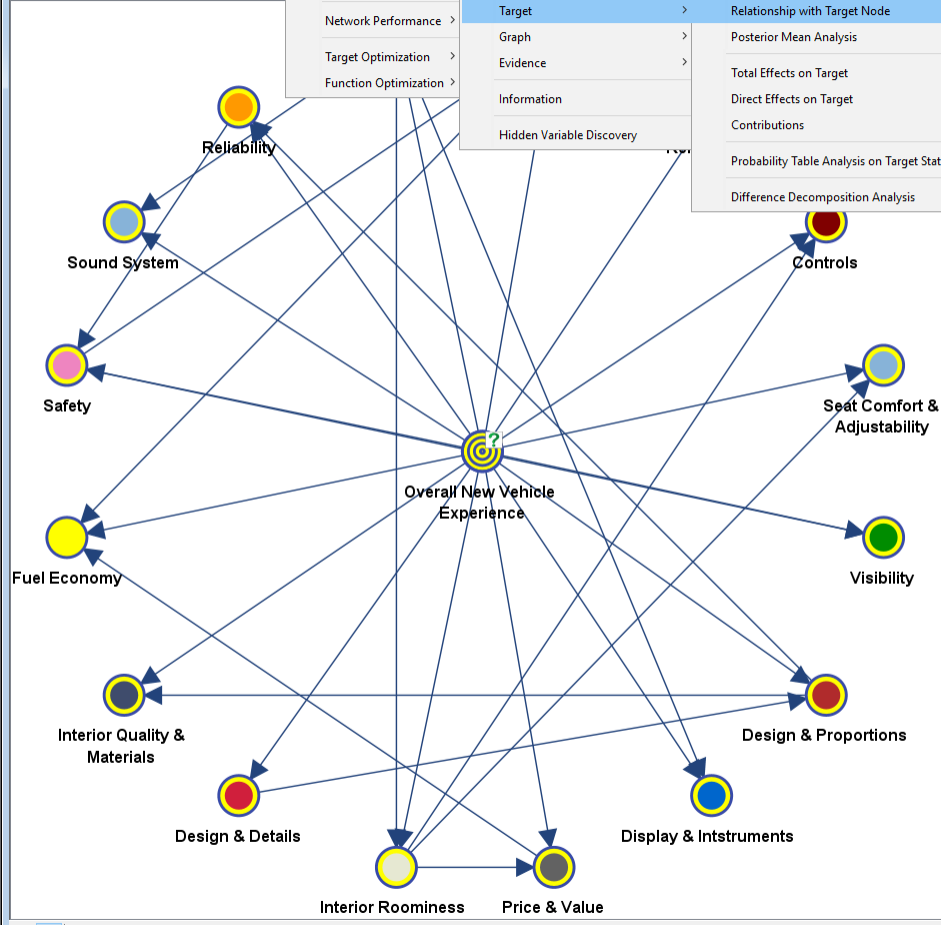 Network Performance
Target Optimization
Function Optimization
Target
Graph
Evidence
Information
Hidden Variable Discovery
Relationship with Target Node
Posterior Mean Analysis
Total Effects on Target
Direct Effects on Target
Contributions
Probability Table Analysis on Target Stat
Difference Decomposition Analysis
Reliability
Sound System
Controls
Safety
Seat Comfort &
Adjustability
?
Overall New Vehicle
Experience
Fuel Economy
Visibility
Interior Quality &
Materials
Design & Proportions
Design & Details
Display & Intstruments
Interior Roominess
Price & Value